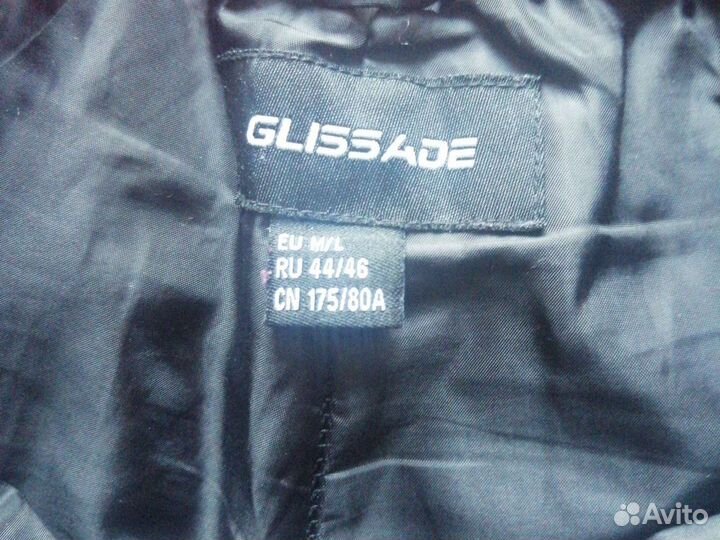 GLISSADE
EU M/L
RU 44/46
CN 175/80A
Avito